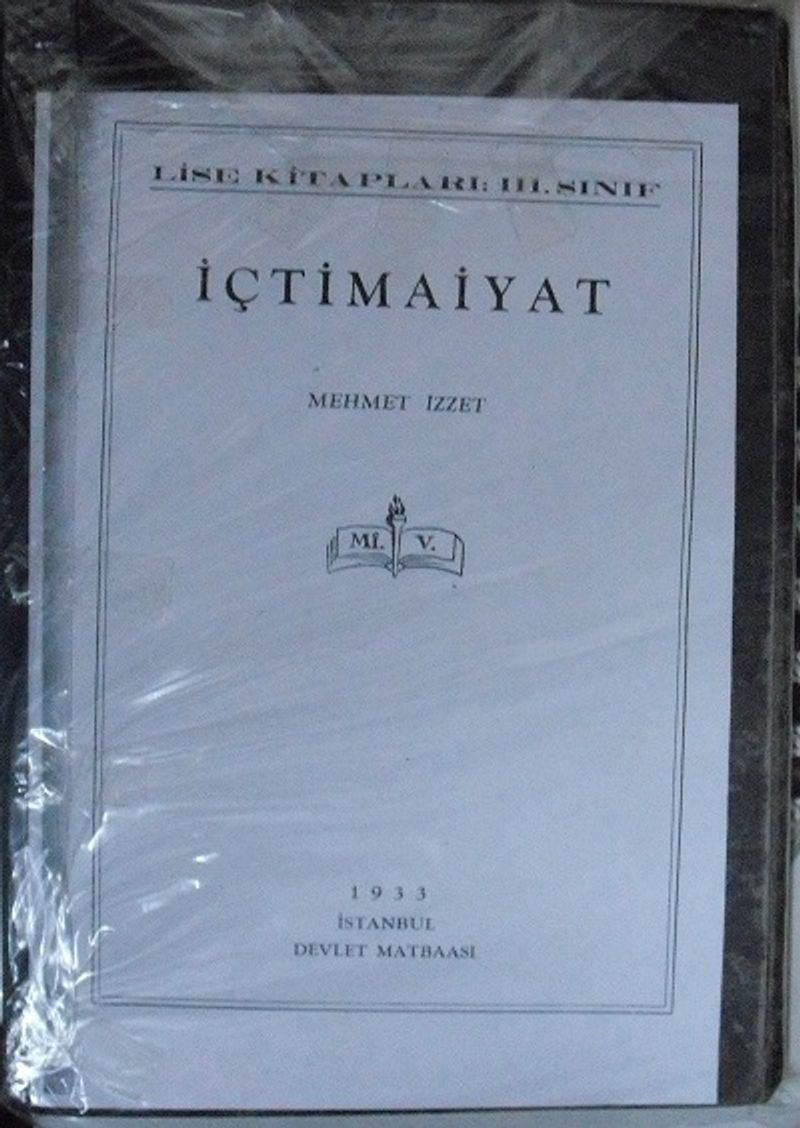 LİSE KİTAPLARI: III. SINIF
İÇTİMAİYAT
MEHMET İZZET
Mİ. V.
1933
İSTANBUL
DEVLET MATBAASI